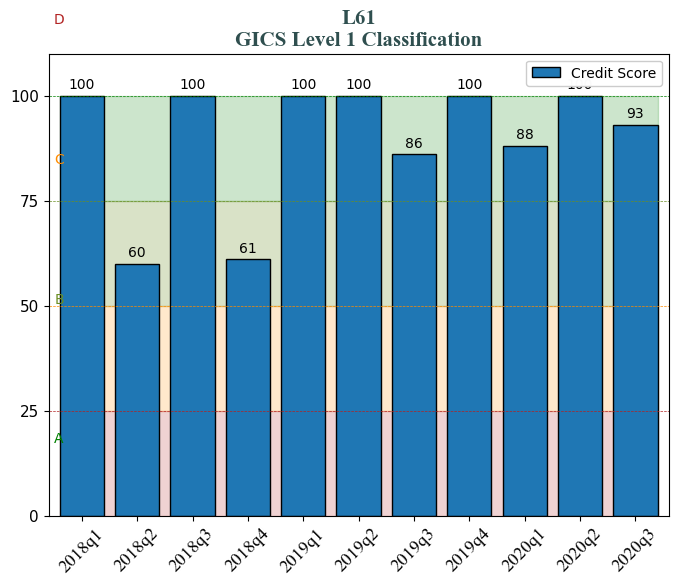 D
L61
GICS Level 1 Classification
Credit Score
100
100
100
100
100
100
100
93
88
86
C
75
61
60
B
50
25
A
0
2018q1
2018q2
2018q3
2018q4
2019q1
2019q2
2019q3
2019q4
2020q1
2020q2
2020q3